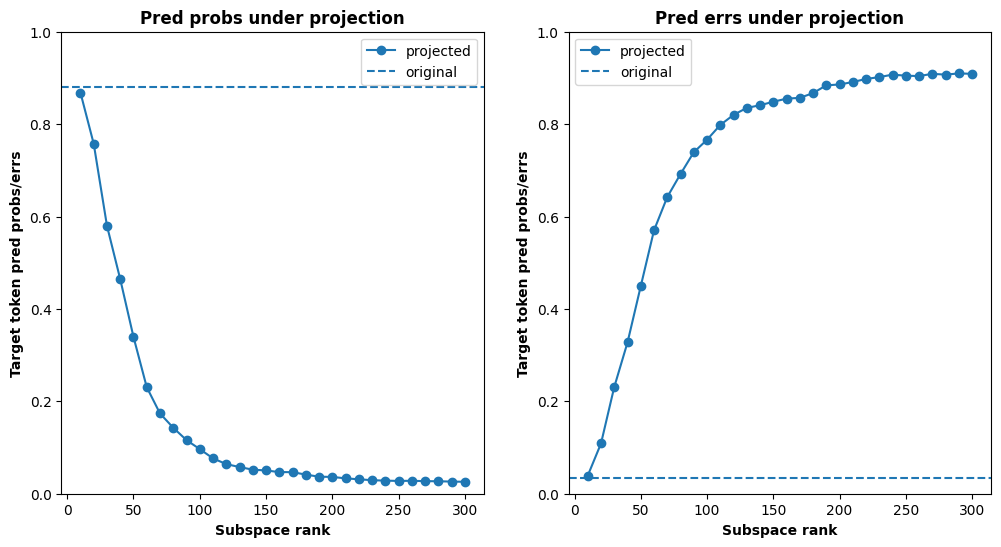 Pred probs under projection
projected
original
Target token pred probs/errs
1.0
0.8
0.6
0.4
0.2
0.0
0 50 100 150 200 250 300
Subspace rank
Pred errs under projection
projected
original
Target token pred probs/errs
1.0
0.8
0.6
0.4
0.2
0.0
0 50 100 150 200 250 300
Subspace rank